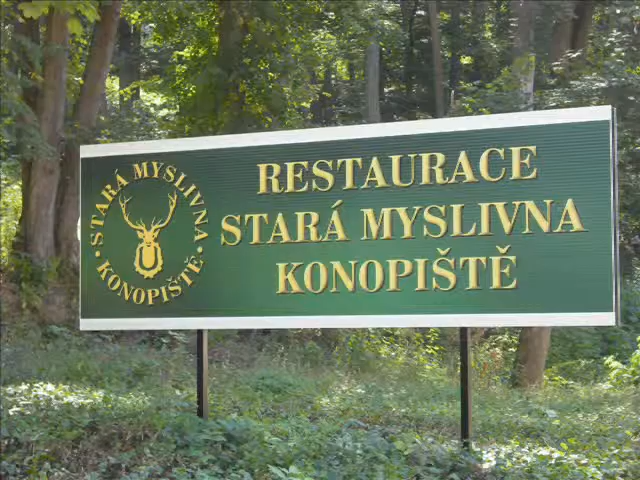 STARÁ MYSLIVNA
KONOPIŠTĚ
RESTAURACE
STARÁ MYSLIVNA
KONOPIŠTĚ